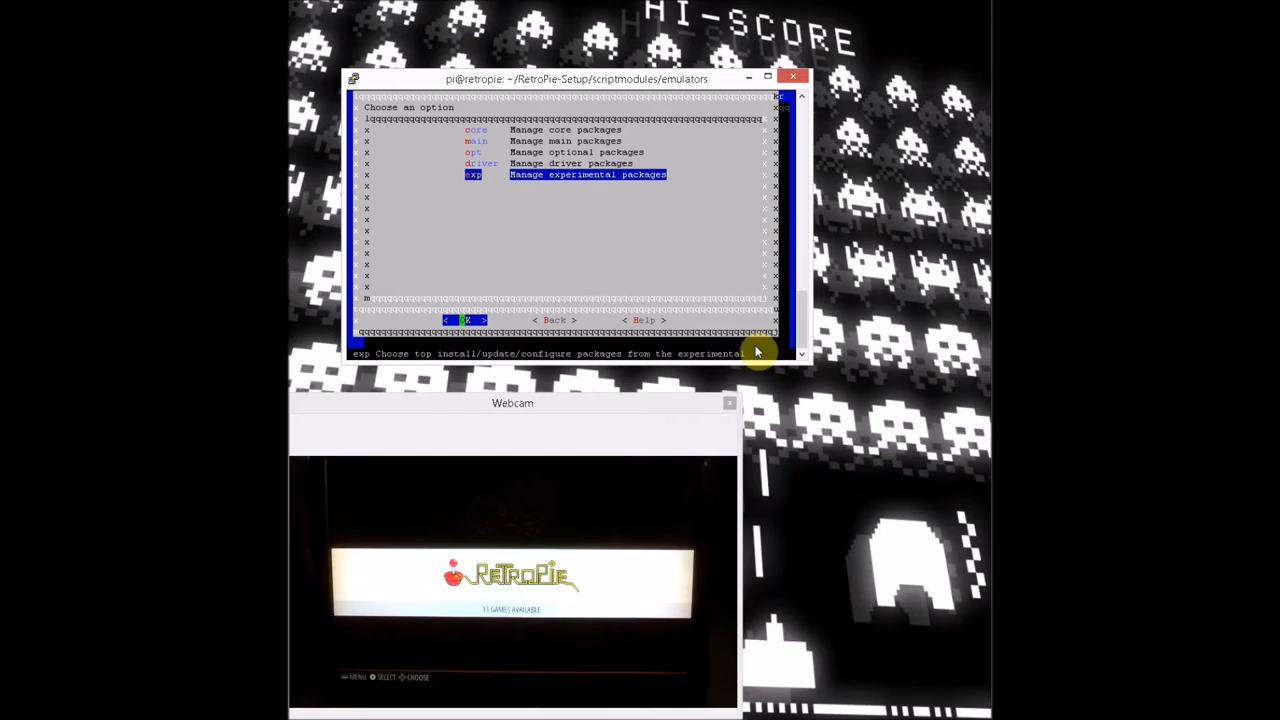 HI-SCORE
pi@retropie: ~/RetroPie-Setup/scriptmodules/emulators
Choose an option
core Manage core packages
main Manage main packages
opt Manage optional packages
driver Manage driver packages
exp Manage experimental packages
< OK > < Back > < Help >
exp Choose top install/update/configure packages from the experimental
Webcam
RETROPIE
13 GAMES AVAILABLE
MENU SELECT CHOOSE